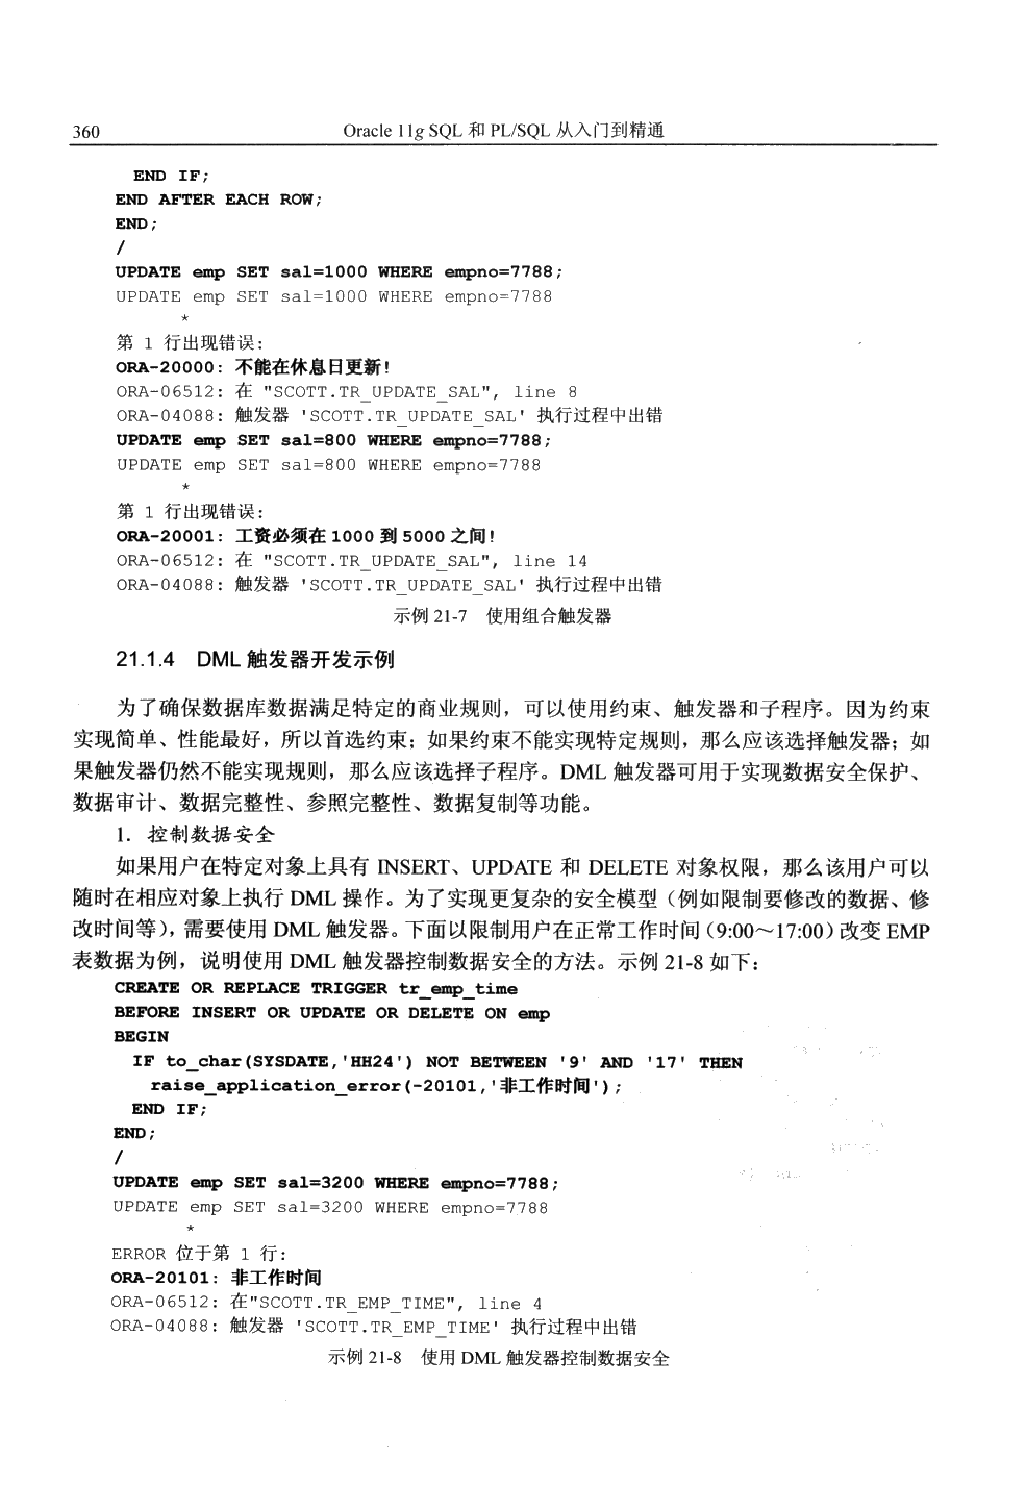 360
Oracle 11g SQL 和 PL/SQL 从入门到精通
END IF;
END AFTER EACH ROW;
END;
/
UPDATE emp SET sal=1000 WHERE empno=7788;
UPDATE emp SET sal=1000 WHERE empno=7788
*
第 1 行出现错误:
ORA-20000: 不能在休息日更新!
ORA-06512: 在 "SCOTT.TR_UPDATE_SAL", line 8
ORA-04088: 触发器 'SCOTT.TR_UPDATE_SAL' 执行过程中出错
UPDATE emp SET sal=800 WHERE empno=7788;
UPDATE emp SET sal=800 WHERE empno=7788
*
第 1 行出现错误:
ORA-20001: 工资必须在 1000 到 5000 之间!
ORA-06512: 在 "SCOTT.TR_UPDATE_SAL", line 14
ORA-04088: 触发器 'SCOTT.TR_UPDATE_SAL' 执行过程中出错
示例 21-7 使用组合触发器
21.1.4 DML 触发器开发示例
为了确保数据库数据满足特定的商业规则，可以使用约束、触发器和子程序。因为约束
实现简单、性能最好，所以首选约束；如果约束不能实现特定规则，那么应该选择触发器；如
果触发器仍然不能实现规则，那么应该选择子程序。DML 触发器可用于实现数据安全保护、
数据审计、数据完整性、参照完整性、数据复制等功能。
1. 控制数据安全
如果用户在特定对象上具有 INSERT、UPDATE 和 DELETE 对象权限，那么该用户可以
随时在相应对象上执行 DML 操作。为了实现更复杂的安全模型（例如限制要修改的数据、修
改时间等），需要使用 DML 触发器。下面以限制用户在正常工作时间（9:00～17:00）改变 EMP
表数据为例，说明使用 DML 触发器控制数据安全的方法。示例 21-8 如下：
CREATE OR REPLACE TRIGGER tr_emp_time
BEFORE INSERT OR UPDATE OR DELETE ON emp
BEGIN
IF to_char(SYSDATE,'HH24') NOT BETWEEN '9' AND '17' THEN
raise_application_error(-20101,'非工作时间');
END IF;
END;
/
UPDATE emp SET sal=3200 WHERE empno=7788;
UPDATE emp SET sal=3200 WHERE empno=7788
*
ERROR 位于第 1 行:
ORA-20101: 非工作时间
ORA-06512: 在"SCOTT.TR_EMP_TIME", line 4
ORA-04088: 触发器 'SCOTT.TR_EMP_TIME' 执行过程中出错
示例 21-8 使用 DML 触发器控制数据安全